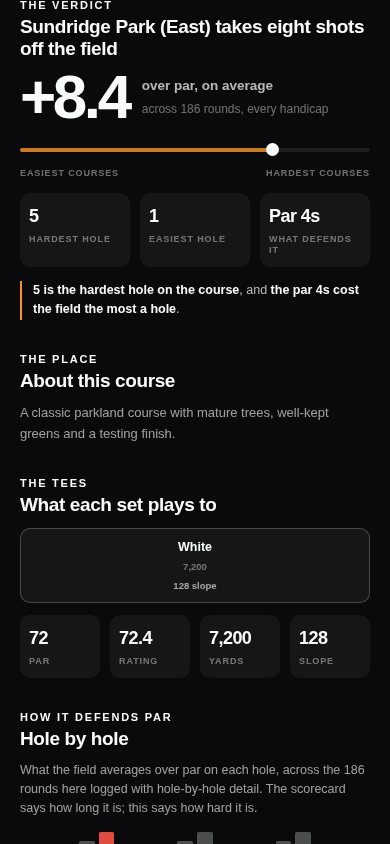 THE VERDICT
Sundridge Park (East) takes eight shots
off the field
+8.4
over par, on average
across 186 rounds, every handicap
EASIEST COURSES
HARDEST COURSES
5
HARDEST HOLE
1
EASIEST HOLE
Par 4s
WHAT DEFENDS
IT
5 is the hardest hole on the course, and the par 4s cost
the field the most a hole.
THE PLACE
About this course
A classic parkland course with mature trees, well-kept
greens and a testing finish.
THE TEES
What each set plays to
White
7,200
128 slope
72
PAR
72.4
RATING
7,200
YARDS
128
SLOPE
HOW IT DEFENDS PAR
Hole by hole
What the field averages over par on each hole, across the 186
rounds here logged with hole-by-hole detail. The scorecard
says how long it is; this says how hard it is.